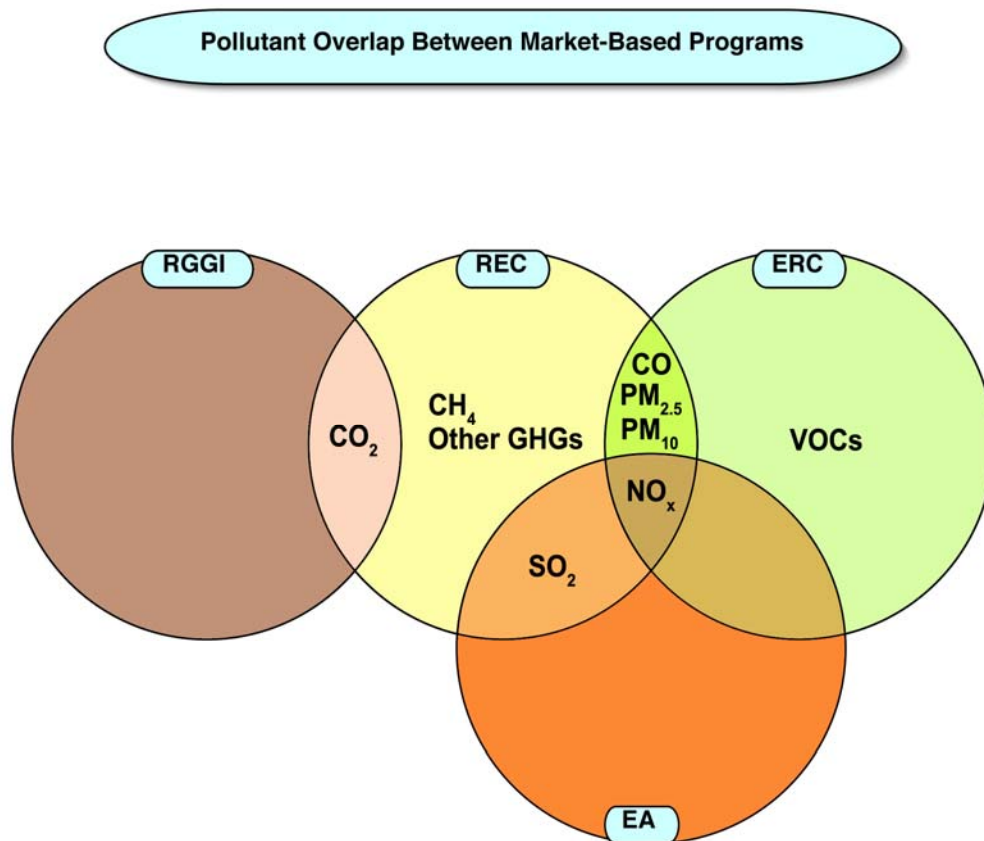 Pollutant Overlap Between Market-Based Programs
RGGI
REC
ERC
CO₂
CH₄
Other GHGs
CO
PM₂.₅
PM₁₀
VOCs
NOₓ
SO₂
EA